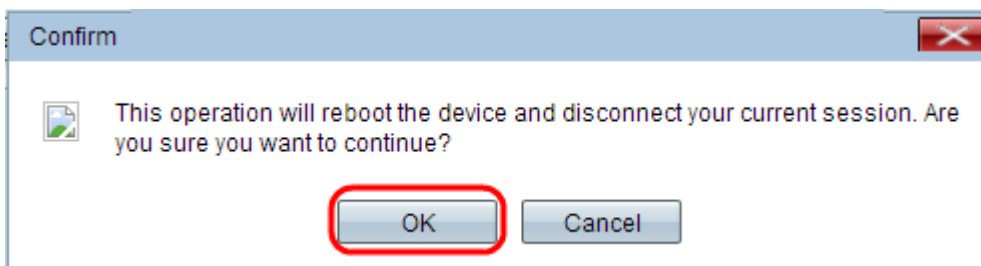 Confirm
This operation will reboot the device and disconnect your current session. Are
you sure you want to continue?
OK
Cancel